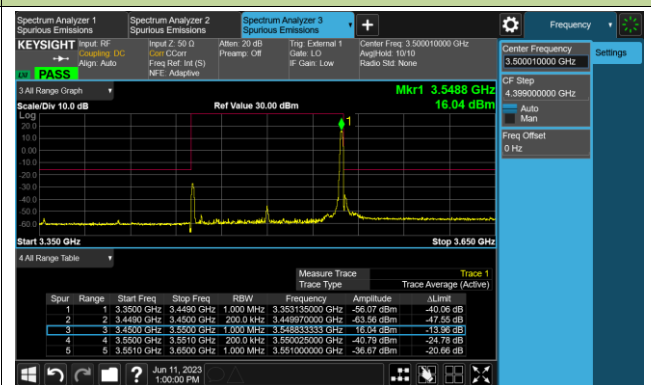 Spectrum Analyzer 1
Spurious Emissions
Spectrum Analyzer 2
Spurious Emissions
Spectrum Analyzer 3
Spurious Emissions
Frequency
KEYSIGHT
Input: RF
Coupling: DC
Align: Auto
Input Z: 50 Ω
Corr CCorr
Freq Ref: Int (S)
NFE: Adaptive
Atten: 20 dB
Preamp: Off
Trig: External 1
Gate: LO
IF Gain: Low
Center Freq: 3.500010000 GHz
Avg|Hold: 10/10
Radio Std: None
PASS
Center Frequency
3.500010000 GHz
Settings
CF Step
4.399000000 GHz
Auto
Man
Freq Offset
0 Hz
3 All Range Graph
Mkr1 3.5488 GHz
Scale/Div 10.0 dB
Ref Value 30.00 dBm
16.04 dBm
Log
1
20.0
10.0
0.00
-10.0
-20.0
-30.0
-40.0
-50.0
-60.0
Start 3.350 GHz
Stop 3.650 GHz
4 All Range Table
Measure Trace Trace 1
Trace Type Trace Average (Active)
Spur Range Start Freq Stop Freq RBW Frequency Amplitude ΔLimit
1 1 3.3500 GHz 3.4490 GHz 1.000 MHz 3.353135000 GHz -56.07 dBm -40.06 dB
2 2 3.4490 GHz 3.4500 GHz 200.0 kHz 3.449970000 GHz -63.56 dBm -47.55 dB
3 3 3.4500 GHz 3.5500 GHz 1.000 MHz 3.548833333 GHz 16.04 dBm -13.96 dB
4 4 3.5500 GHz 3.5510 GHz 200.0 kHz 3.550025000 GHz -40.79 dBm -24.78 dB
5 5 3.5510 GHz 3.6500 GHz 1.000 MHz 3.551000000 GHz -36.67 dBm -20.66 dB
Jun 11, 2023
1:00:00 PM